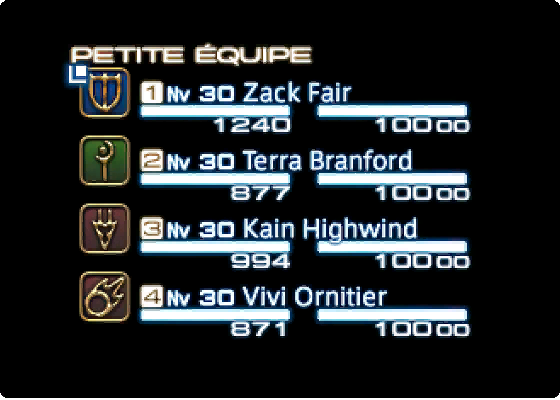 PETITE ÉQUIPE
1 Nv 30 Zack Fair
1240 10000
2 Nv 30 Terra Branford
877 10000
3 Nv 30 Kain Highwind
994 10000
4 Nv 30 Vivi Ornitier
871 10000